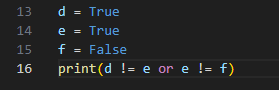 13 d = True
14 e = True
15 f = False
16 print(d != e or e != f)